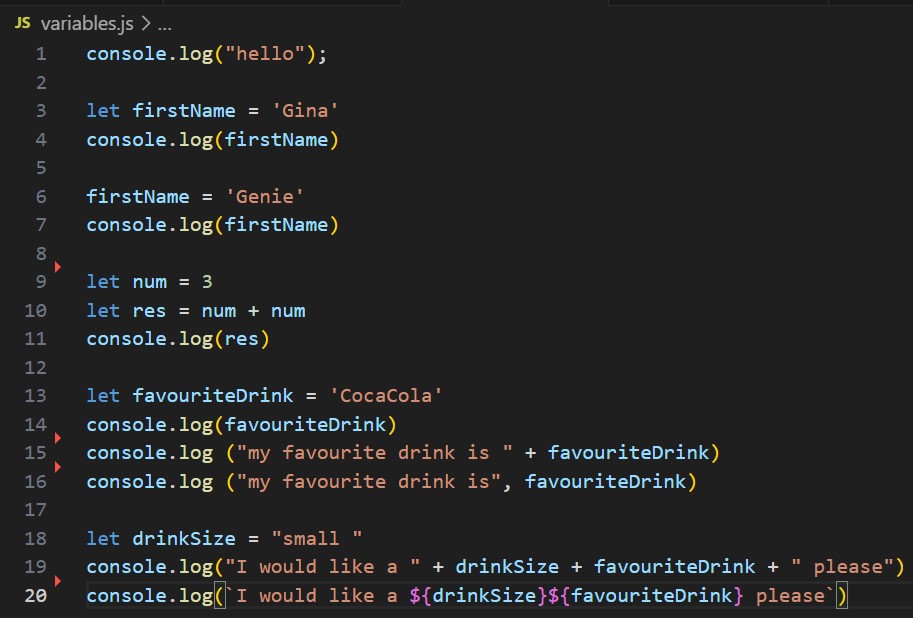 JS variables.js > ...
1 console.log("hello");
2
3 let firstName = 'Gina'
4 console.log(firstName)
5
6 firstName = 'Genie'
7 console.log(firstName)
8
9 let num = 3
10 let res = num + num
11 console.log(res)
12
13 let favouriteDrink = 'CocaCola'
14 console.log(favouriteDrink)
15 console.log ("my favourite drink is " + favouriteDrink)
16 console.log ("my favourite drink is", favouriteDrink)
17
18 let drinkSize = "small "
19 console.log("I would like a " + drinkSize + favouriteDrink + " please")
20 console.log(`I would like a ${drinkSize}${favouriteDrink} please`)